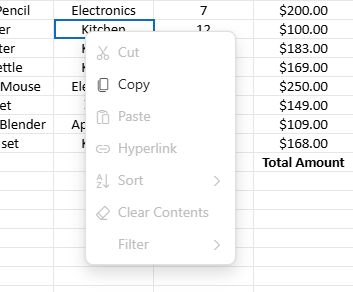 Pencil Electronics 7 $200.00
er Kitchen 12 $100.00
ter $183.00
ettle $169.00
Mouse Ele $250.00
et $149.00
Blender Ap $109.00
set $168.00
Total Amount
Cut
Copy
Paste
Hyperlink
Sort
Clear Contents
Filter